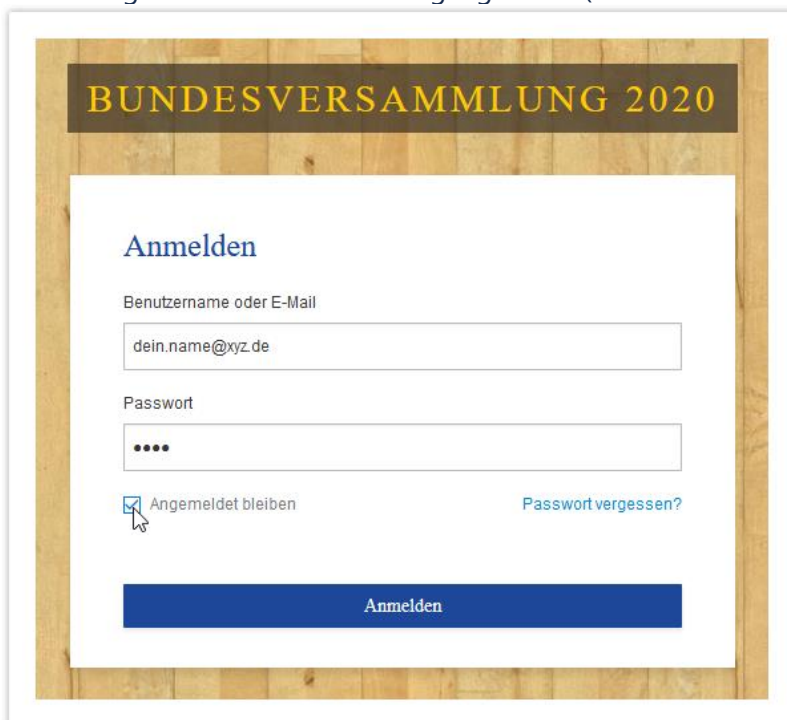 BUNDESVERSAMMLUNG 2020
Anmelden
Benutzername oder E-Mail
dein.name@xyz.de
Passwort
••••
Angemeldet bleiben Passwort vergessen?
Anmelden